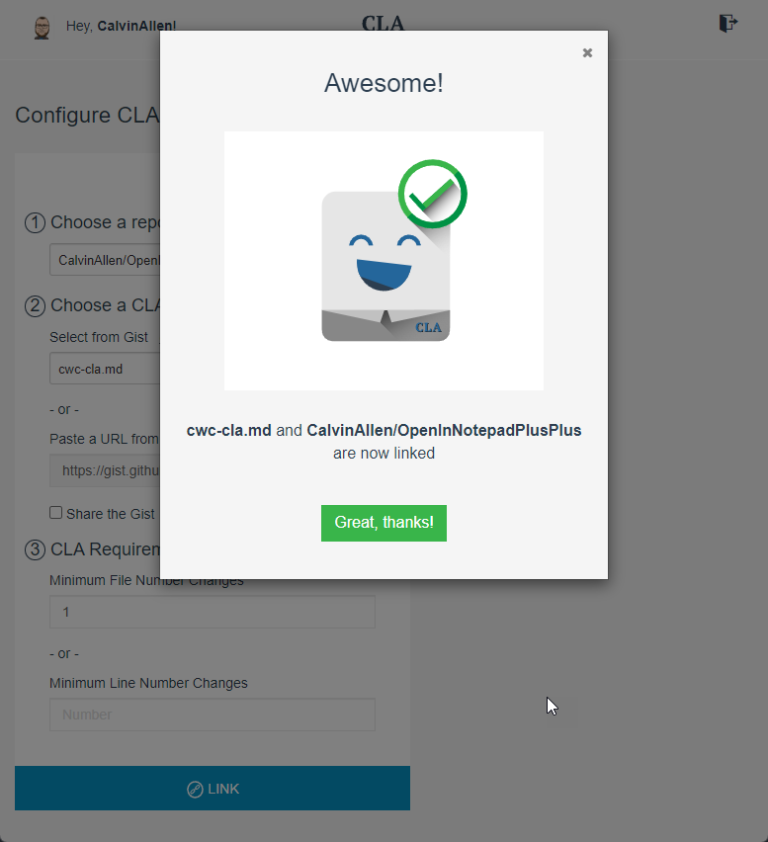 Hey, CalvinAllen!
CLA
Configure CLA
Awesome!
CLA
cwc-cla.md and CalvinAllen/OpenInNotepadPlusPlus
are now linked
Great, thanks!
1 Choose a repo
CalvinAllen/Open
2 Choose a CLA
Select from Gist
cwc-cla.md
- or -
Paste a URL from
https://gist.githu
Share the Gist
3 CLA Requirem
Minimum File Number Changes
1
- or -
Minimum Line Number Changes
Number
LINK